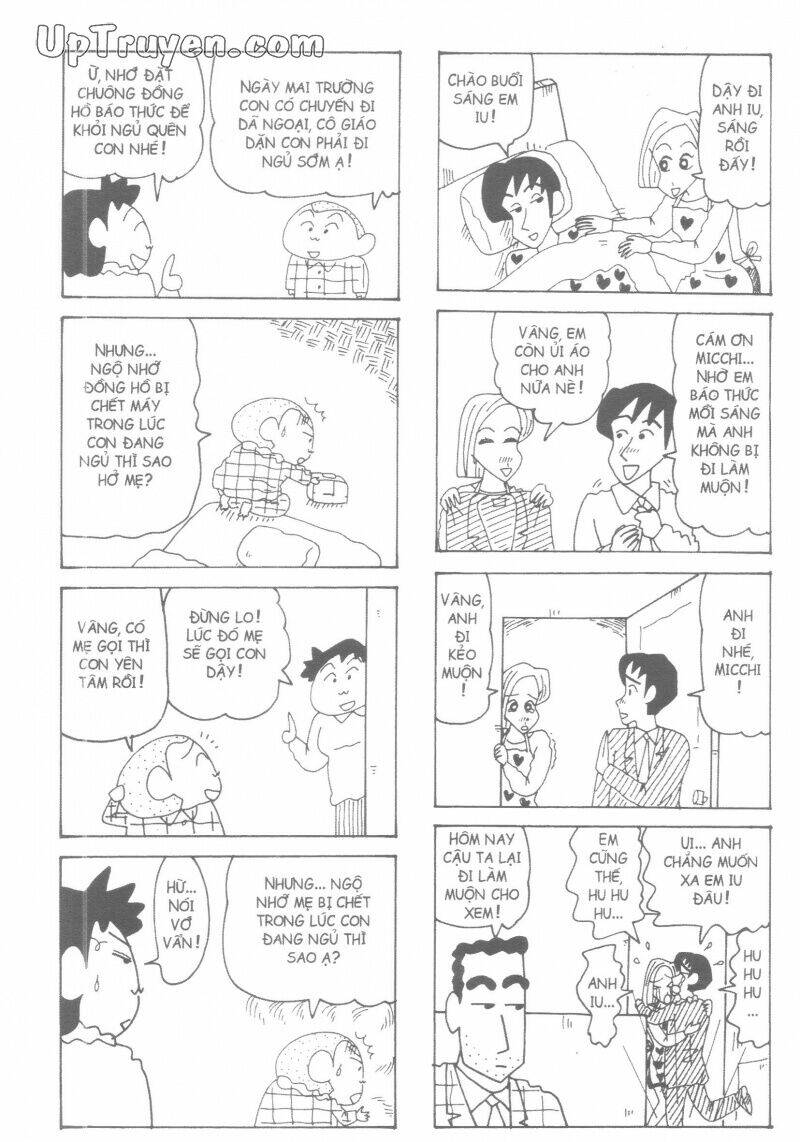 UpTruyen.com
NGÀY MAI TRƯỜNG
CON CÓ CHUYẾN ĐI
DÃ NGOẠI, CÔ GIÁO
DẶN CON PHẢI ĐI
NGỦ SỚM Ạ!
Ừ, NHỚ ĐẶT
CHUÔNG ĐỒNG
HỒ BÁO THỨC ĐỂ
KHỎI NGỦ QUÊN
CON NHÉ!
NHƯNG...
NGỘ NHỠ
ĐỒNG HỒ BỊ
CHẾT MÁY
TRONG LÚC
CON ĐANG
NGỦ THÌ SAO
HỞ MẸ?
ĐỪNG LO!
LÚC ĐÓ MẸ
SẼ GỌI CON
DẬY!
VÂNG, CÓ
MẸ GỌI THÌ
CON YÊN
TÂM RỒI!
NHƯNG... NGỘ
NHỠ MẸ BỊ CHẾT
TRONG LÚC CON
ĐANG NGỦ THÌ
SAO Ạ?
HỪ...
NÓI
VỚ
VẨN!
DẬY ĐI
ANH IU,
SÁNG
RỒI
ĐẤY!
CHÀO BUỔI
SÁNG EM
IU!
CÁM ƠN
MICCHI...
NHỜ EM
BÁO THỨC
MỖI SÁNG
MÀ ANH
KHÔNG BỊ
ĐI LÀM
MUỘN!
VÂNG, EM
CÒN ỦI ÁO
CHO ANH
NỮA NÈ!
ANH
ĐI
NHÉ,
MICCHI
!
VÂNG,
ANH
ĐI
KẺO
MUỘN
!
UI... ANH
CHẲNG MUỐN
XA EM IU
ĐÂU!
EM
CŨNG
THẾ,
HU HU
HU...
HU
HU
HU
...
ANH
IU...
HÔM NAY
CẬU TA LẠI
ĐI LÀM
MUỘN CHO
XEM!